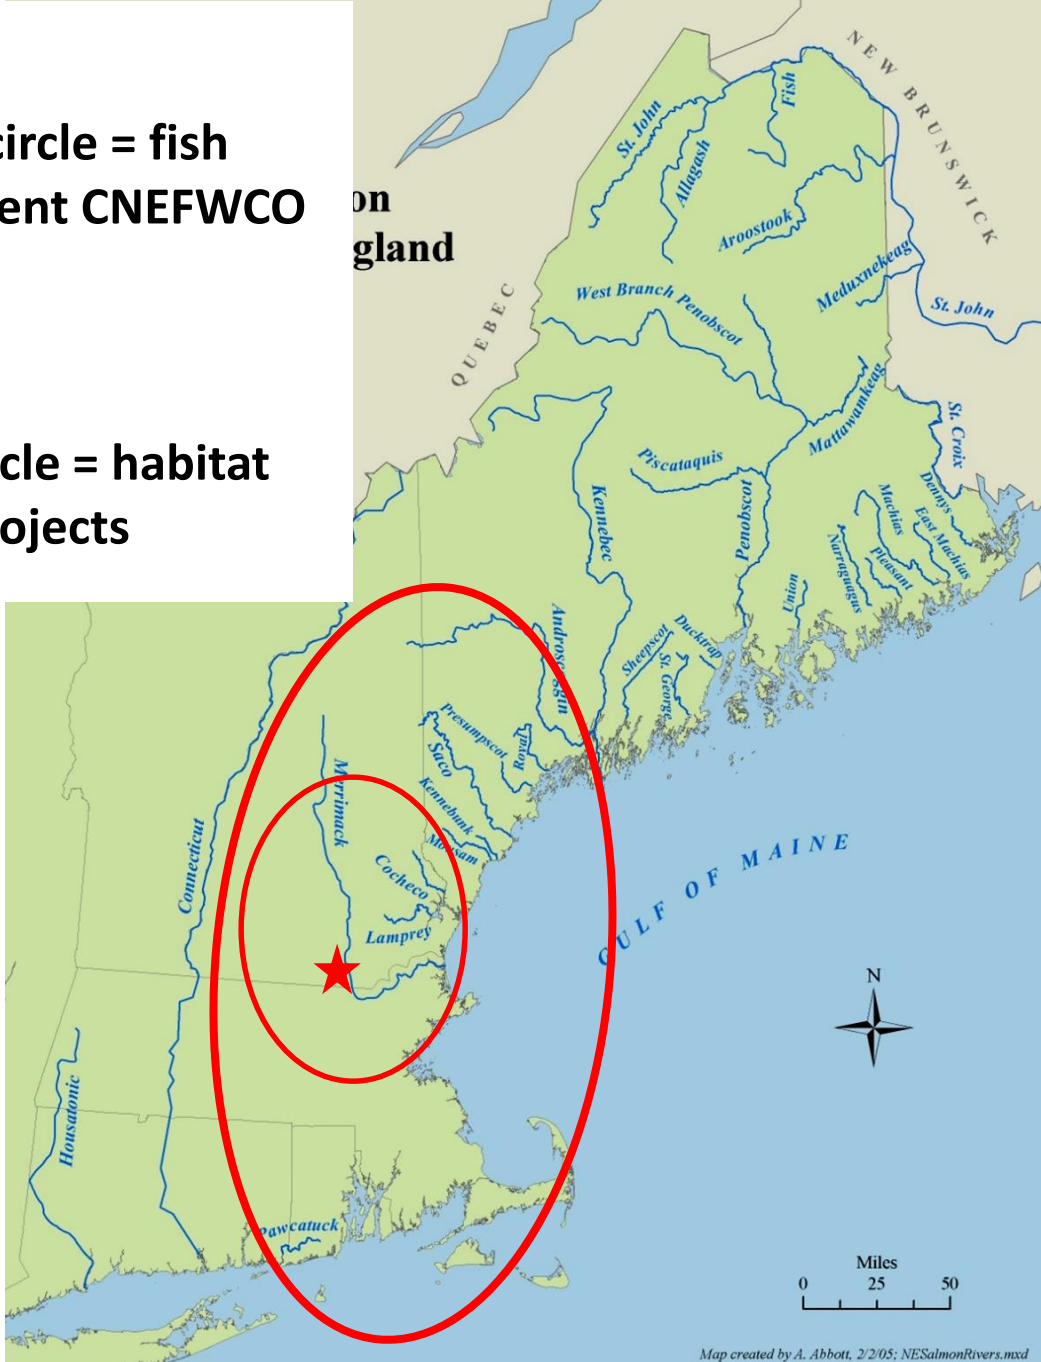 circle = fish
ent CNEFWCO
on
gland
cle = habitat
ojects
NEW BRUNSWICK
QUEBEC
St. John
Allagash
Fish
Aroostook
Meduxnekeag
St. John
West Branch Penobscot
Mattawamkeag
St. Croix
Piscataquis
Kennebec
Penobscot
Dennys
East Machias
Machias
Pleasant
Narraguagus
Union
Ducktrap
Sheepscot
St. George
Androscoggin
Presumpscot
Royal
Saco
Kennebunk
Mousam
Merrimack
Cocheco
Lamprey
Connecticut
GULF OF MAINE
N
Housatonic
Pawcatuck
Miles
0 25 50
Map created by A. Abbott, 2/2/05; NESalmonRivers.mxd